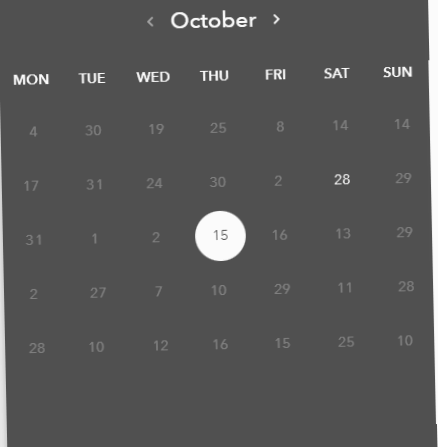 ‹ October ›
MON TUE WED THU FRI SAT SUN
4 30 19 25 8 14 14
17 31 24 30 2 28 29
31 1 2 15 16 13 29
2 27 7 10 29 11 28
28 10 12 16 15 25 10